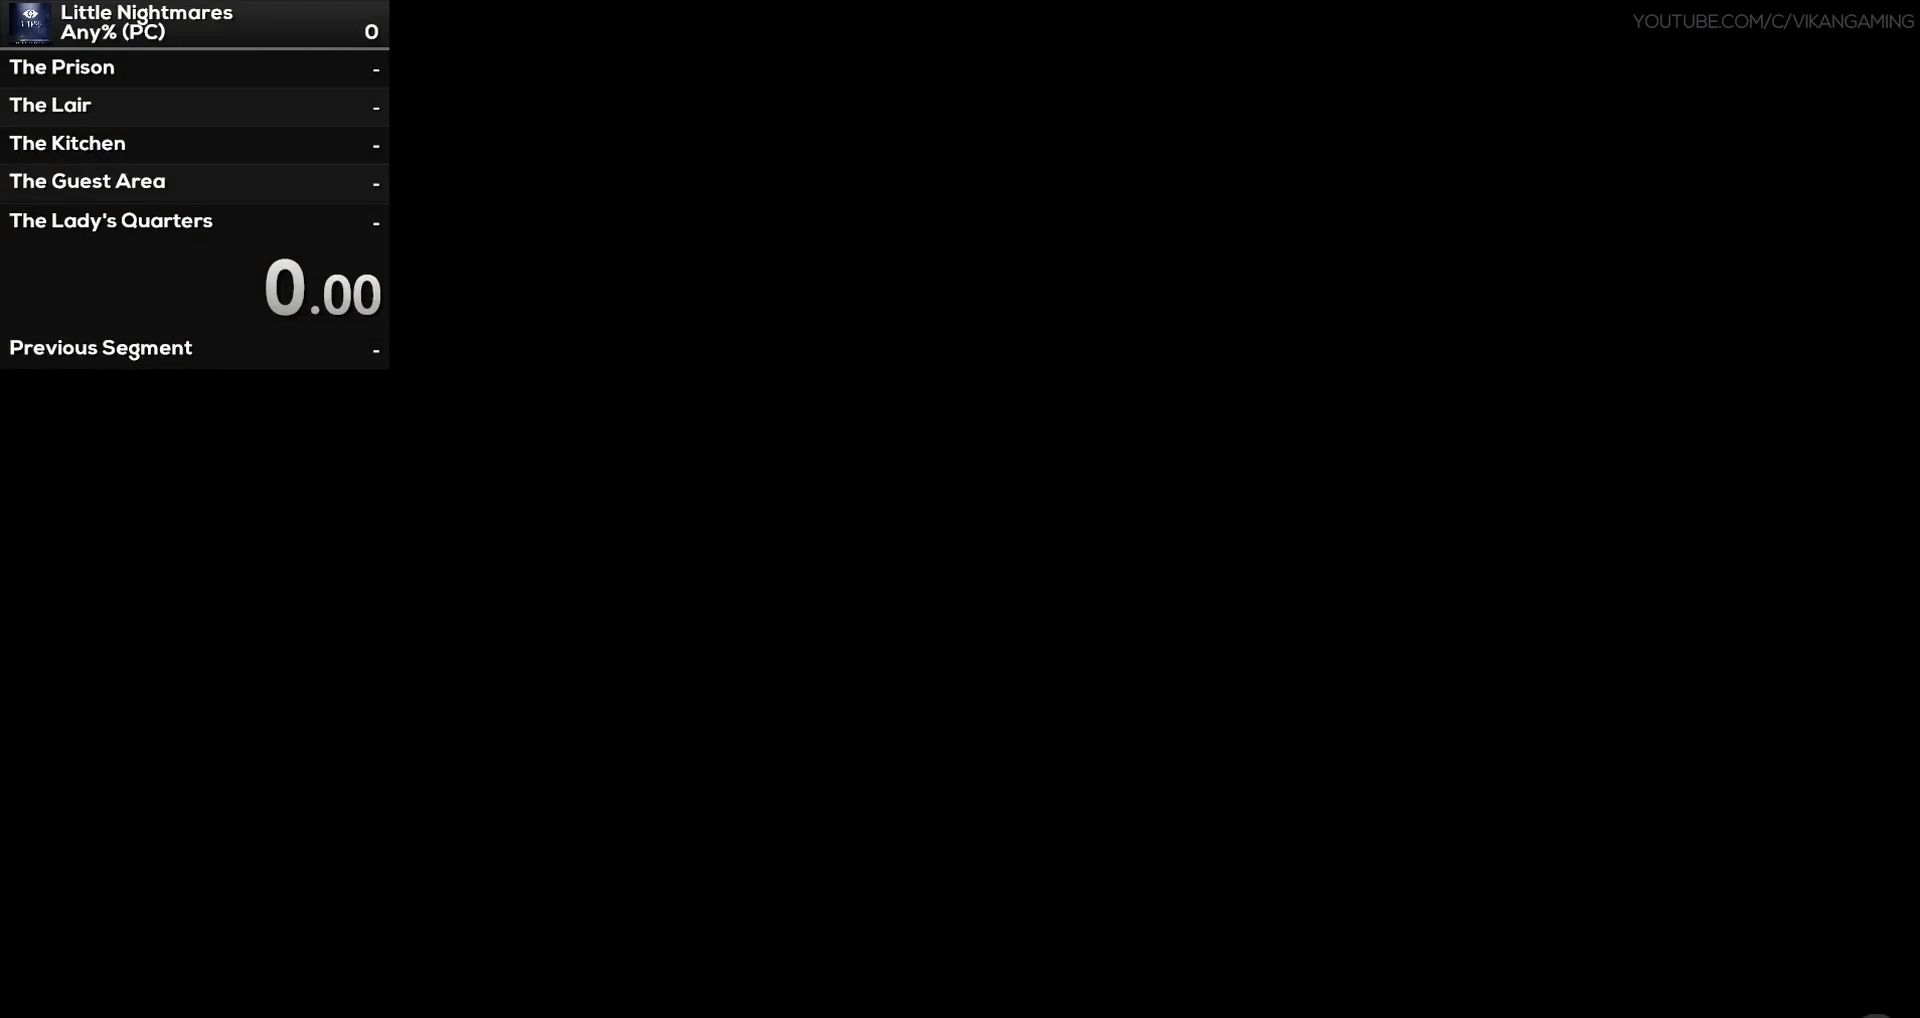 Little Nightmares
Any% (PC) 0
YOUTUBE.COM/C/VIKANGAMING
The Prison -
The Lair -
The Kitchen -
The Guest Area -
The Lady's Quarters -
0.00
Previous Segment -